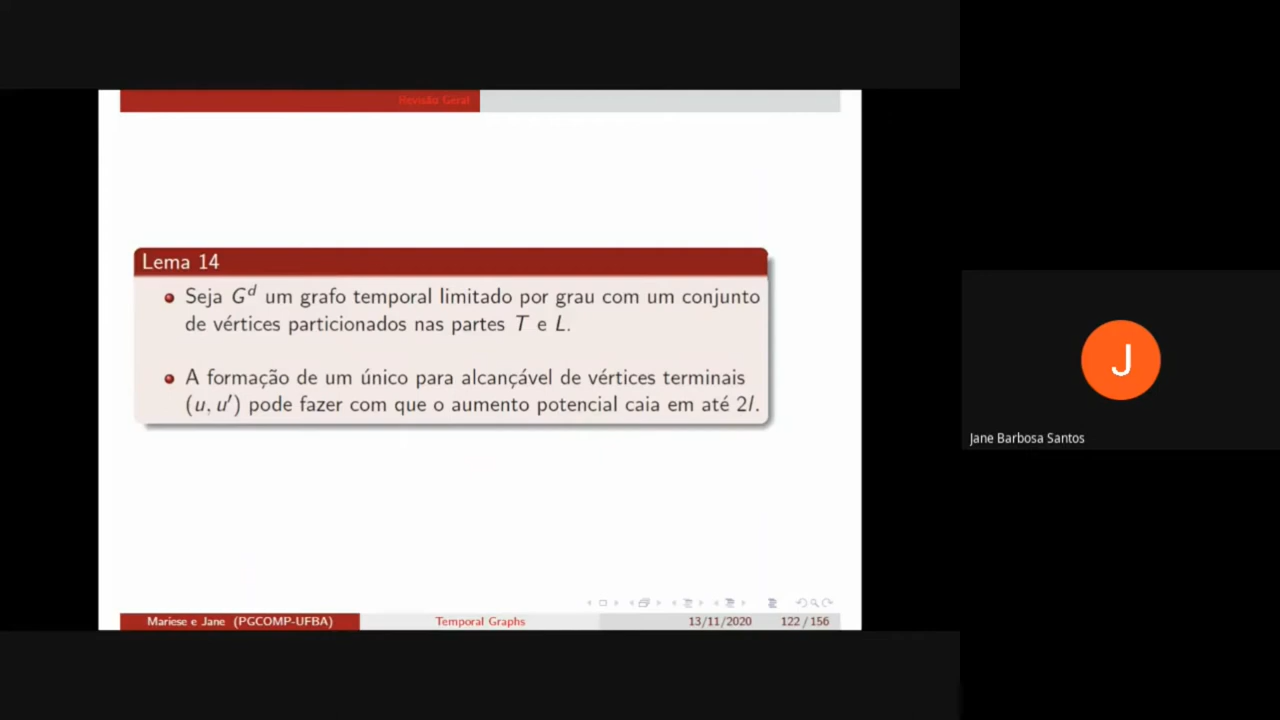 Revisão Geral
Lema 14
Seja G^d um grafo temporal limitado por grau com um conjunto
de vértices particionados nas partes T e L.
A formação de um único para alcançável de vértices terminais
(u, u′) pode fazer com que o aumento potencial caia em até 2l.
J
Jane Barbosa Santos
Mariese e Jane (PGCOMP-UFBA) Temporal Graphs 13/11/2020 122 / 156